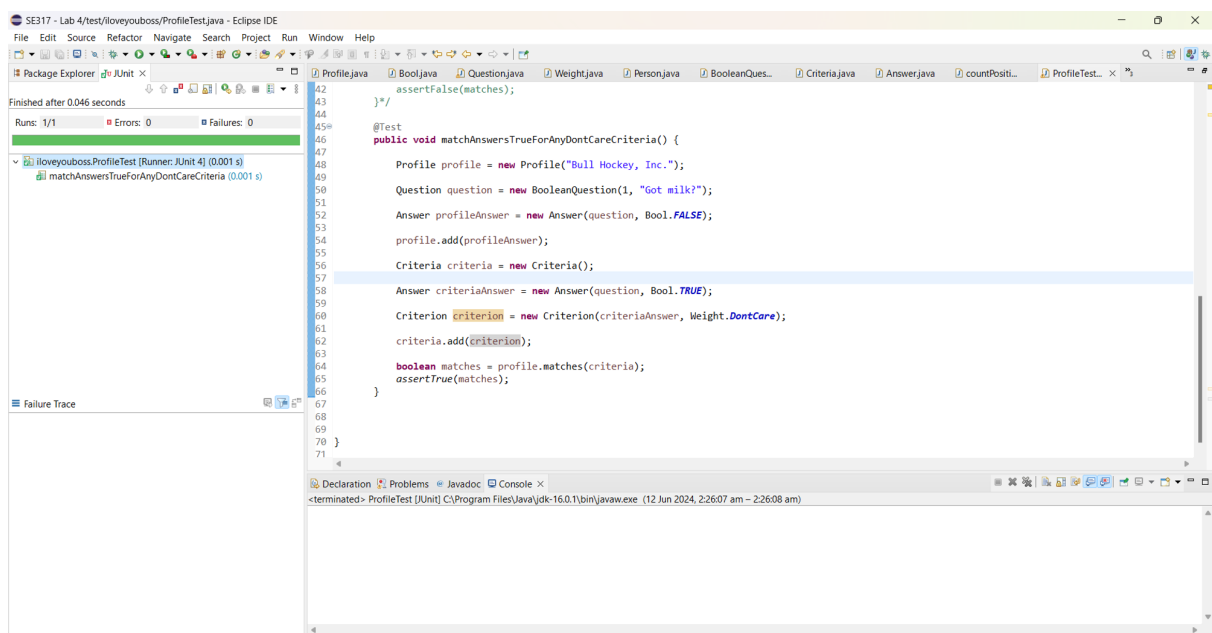 SE317 - Lab 4/test/iloveyouboss/ProfileTest.java - Eclipse IDE
File Edit Source Refactor Navigate Search Project Run Window Help
Package Explorer JUnit
Finished after 0.046 seconds
Runs: 1/1 Errors: 0 Failures: 0
iloveyouboss.ProfileTest [Runner: JUnit 4] (0.001 s)
matchAnswersTrueForAnyDontCareCriteria (0.001 s)
Failure Trace
Profile.java Bool.java Question.java Weight.java Person.java BooleanQues... Criteria.java Answer.java countPositi... ProfileTest... 3
42 assertFalse(matches);
43 }*/
44
45 @Test
46 public void matchAnswersTrueForAnyDontCareCriteria() {
47
48 Profile profile = new Profile("Bull Hockey, Inc.");
49
50 Question question = new BooleanQuestion(1, "Got milk?");
51
52 Answer profileAnswer = new Answer(question, Bool.FALSE);
53
54 profile.add(profileAnswer);
55
56 Criteria criteria = new Criteria();
57
58 Answer criteriaAnswer = new Answer(question, Bool.TRUE);
59
60 Criterion criterion = new Criterion(criteriaAnswer, Weight.DontCare);
61
62 criteria.add(criterion);
63
64 boolean matches = profile.matches(criteria);
65 assertTrue(matches);
66 }
67
68
69
70 }
71
Declaration Problems Javadoc Console
<terminated> ProfileTest [JUnit] C:\Program Files\Java\jdk-16.0.1\bin\javaw.exe (12 Jun 2024, 2:26:07 am – 2:26:08 am)